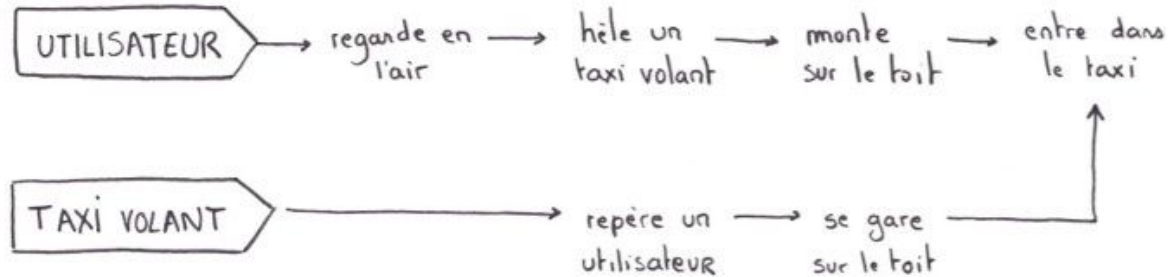 UTILISATEUR
regarde en
l'air
hèle un
taxi volant
monte
sur le toit
entre dans
le taxi
TAXI VOLANT
repère un
utilisateur
se gare
sur le toit